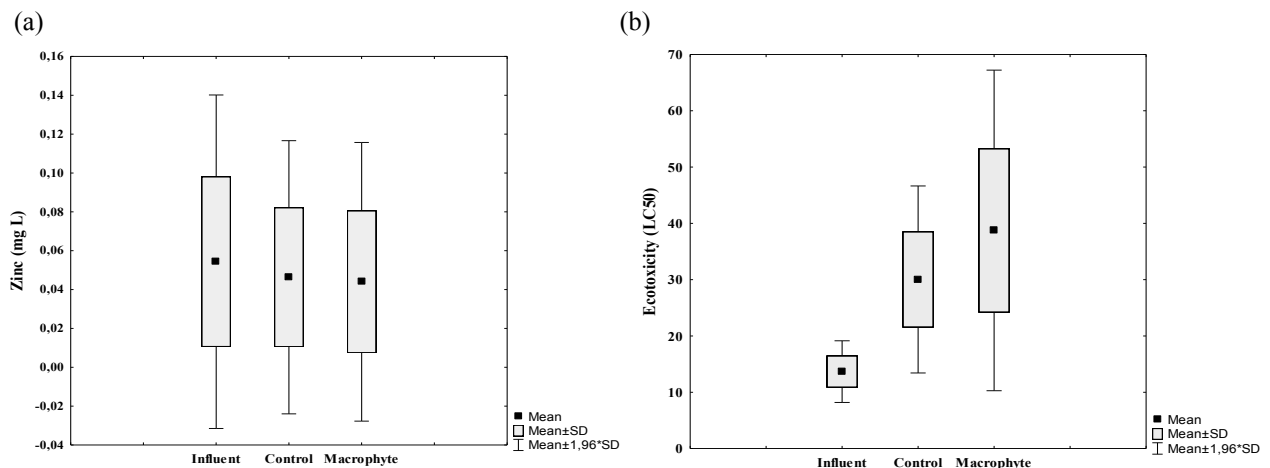 (a)
0,16
0,14
0,12
0,10
0,08
0,06
0,04
0,02
0,00
-0,02
-0,04
Zinc (mg L)
Influent Control Macrophyte
Mean
Mean±SD
Mean±1,96*SD
(b)
70
60
50
40
30
20
10
0
Ecotoxicity (LC50)
Influent Control Macrophyte
Mean
Mean±SD
Mean±1,96*SD